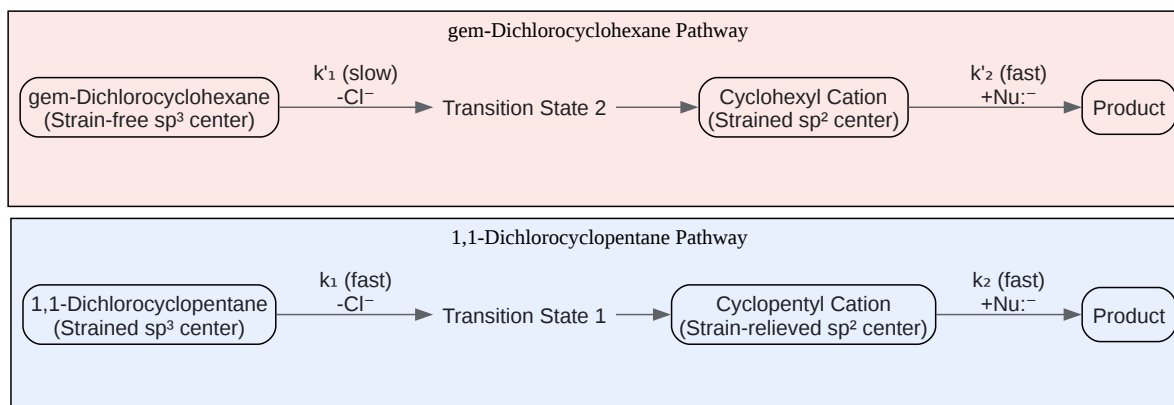 gem-Dichlorocyclohexane Pathway
gem-Dichlorocyclohexane
(Strain-free sp³ center)
k'₁ (slow)
-Cl⁻
Transition State 2
Cyclohexyl Cation
(Strained sp² center)
k'₂ (fast)
+Nu:⁻
Product
1,1-Dichlorocyclopentane Pathway
1,1-Dichlorocyclopentane
(Strained sp³ center)
k₁ (fast)
-Cl⁻
Transition State 1
Cyclopentyl Cation
(Strain-relieved sp² center)
k₂ (fast)
+Nu:⁻
Product